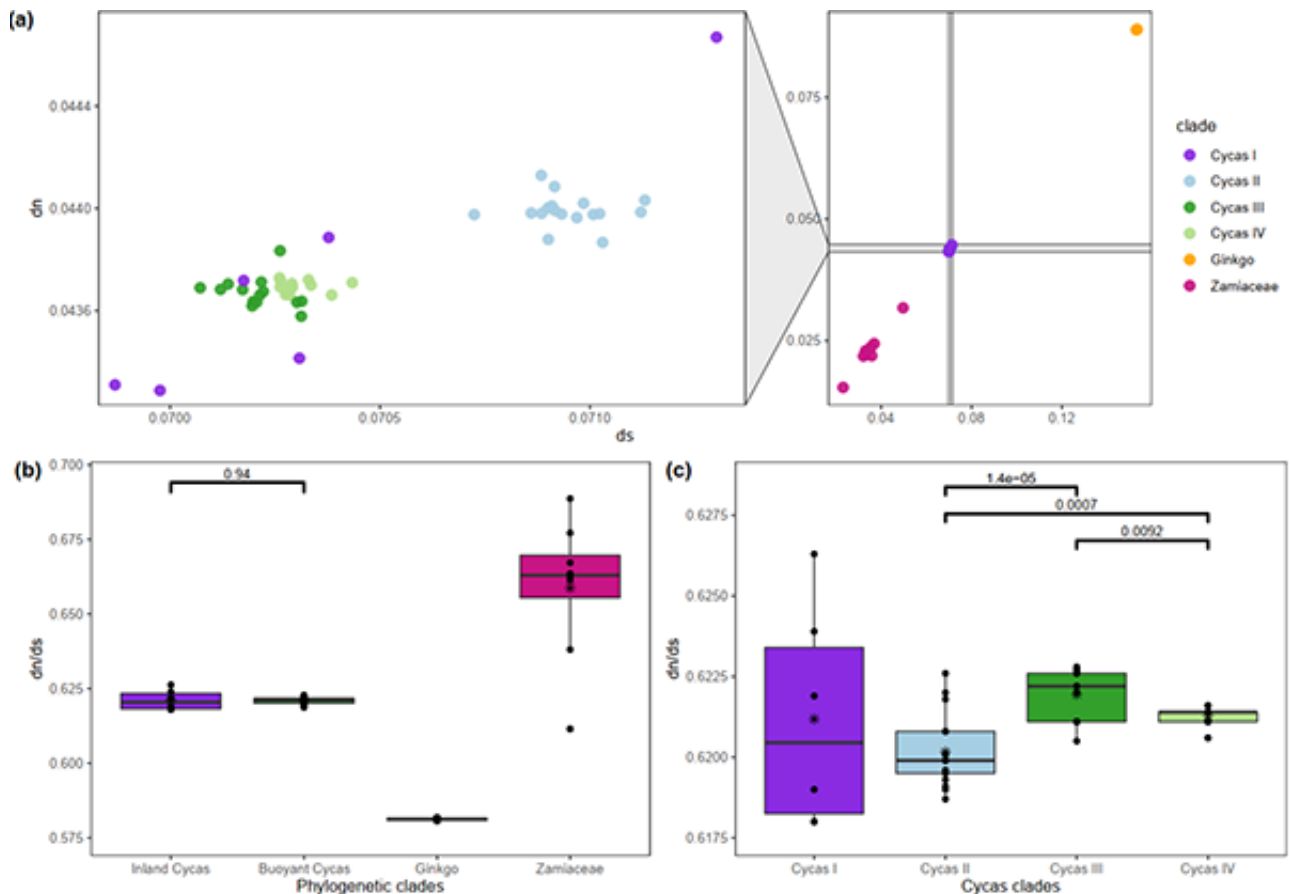 (a)
dn
0.0444
0.0440
0.0436
0.0700
0.0705
0.0710
ds
0.075
0.050
0.025
0.04
0.08
0.12
clade
Cycas I
Cycas II
Cycas III
Cycas IV
Ginkgo
Zamiaceae
(b)
dn/ds
0.700
0.675
0.650
0.625
0.600
0.575
0.94
Inland Cycas
Buoyant Cycas
Ginkgo
Zamiaceae
Phylogenetic clades
(c)
dn/ds
0.6275
0.6250
0.6225
0.6200
0.6175
1.4e−05
0.0007
0.0092
Cycas I
Cycas II
Cycas III
Cycas IV
Cycas clades